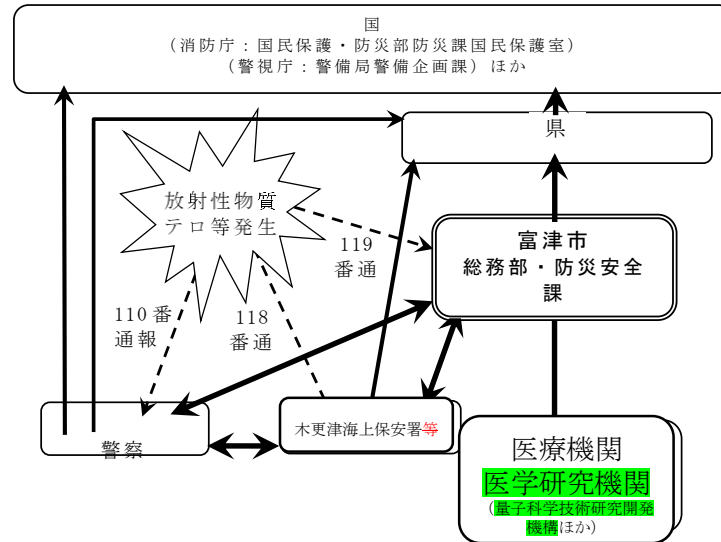 国
（消防庁：国民保護・防災部防災課国民保護室）
（警視庁：警備局警備企画課）ほか
県
放射性物質
テロ等発生
119
番通
富津市
総務部・防災安全
課
110番
通報
118
番通
警察
木更津海上保安署等
医療機関
医学研究機関
（量子科学技術研究開発
機構ほか）